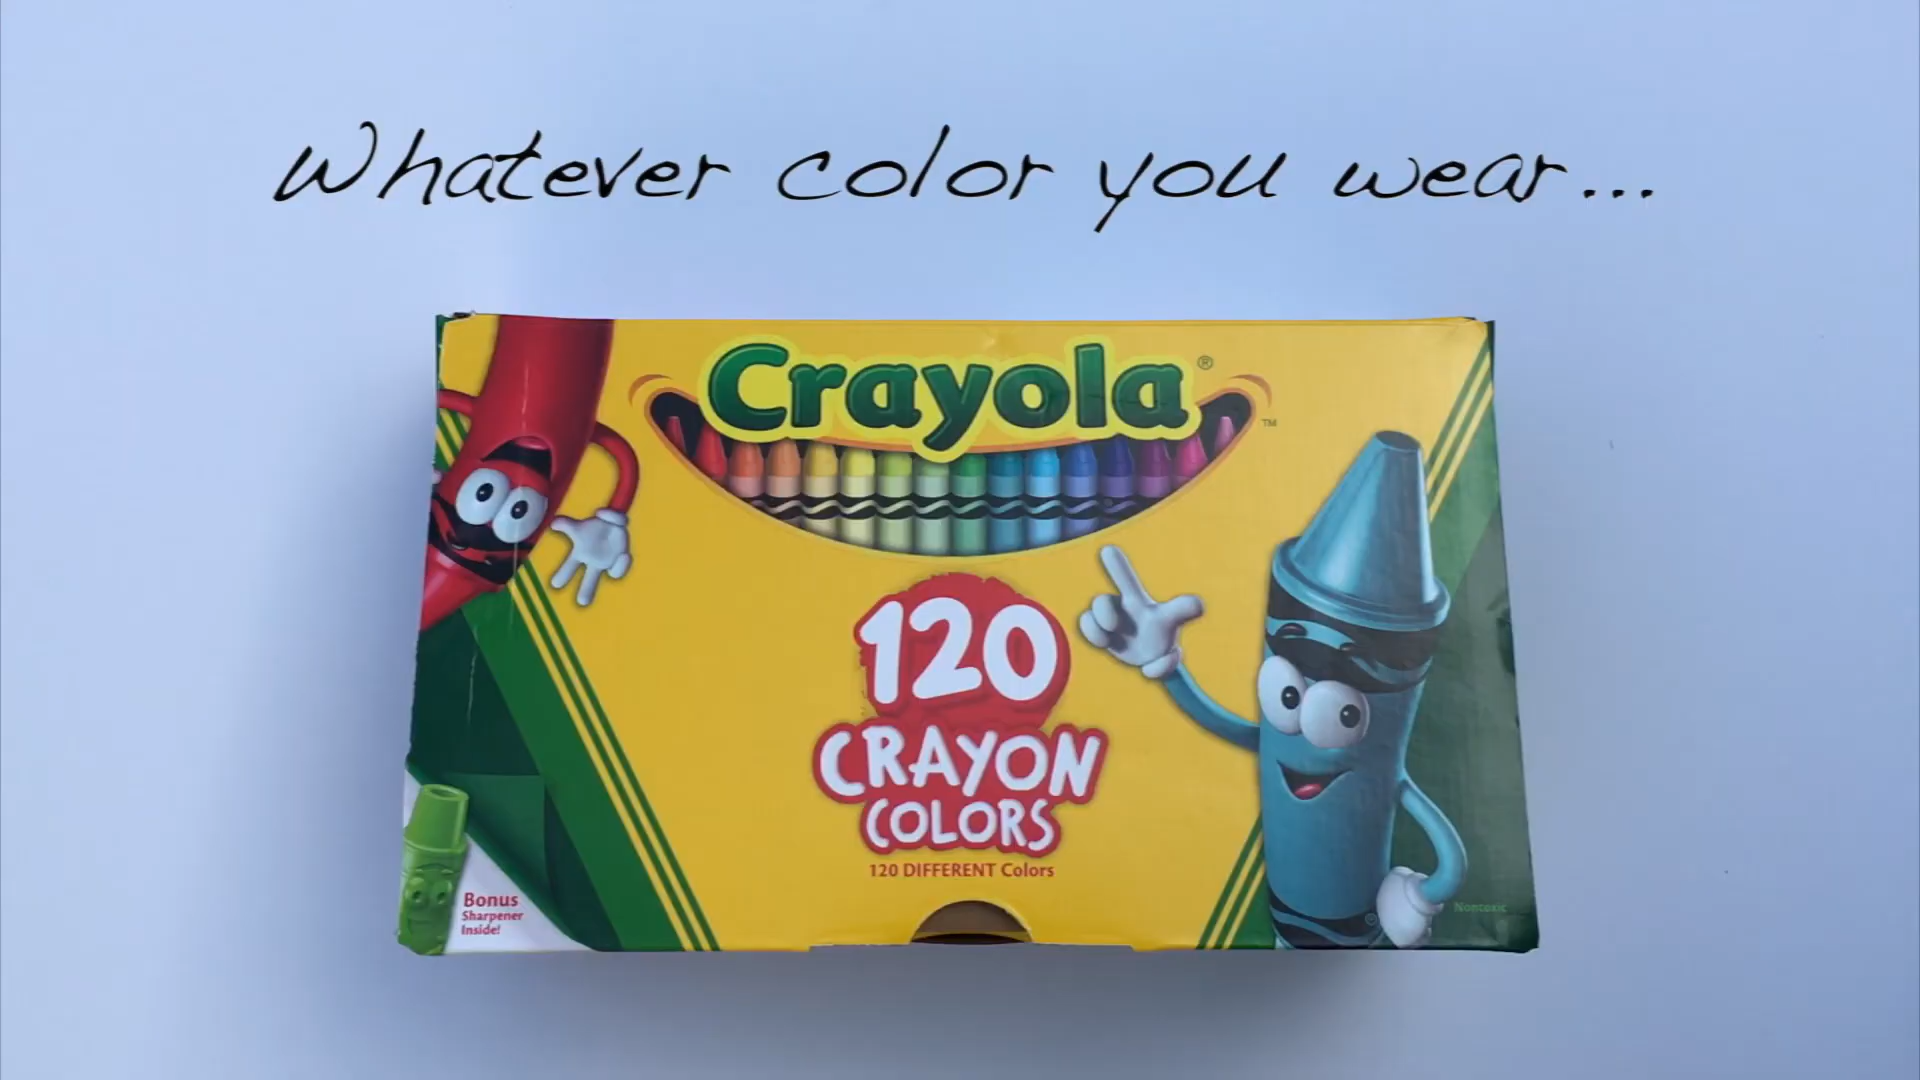 Whatever color you wear...
Crayola®
™
120
CRAYON
COLORS
120 DIFFERENT Colors
Bonus
Sharpener
Inside!
Nontoxic